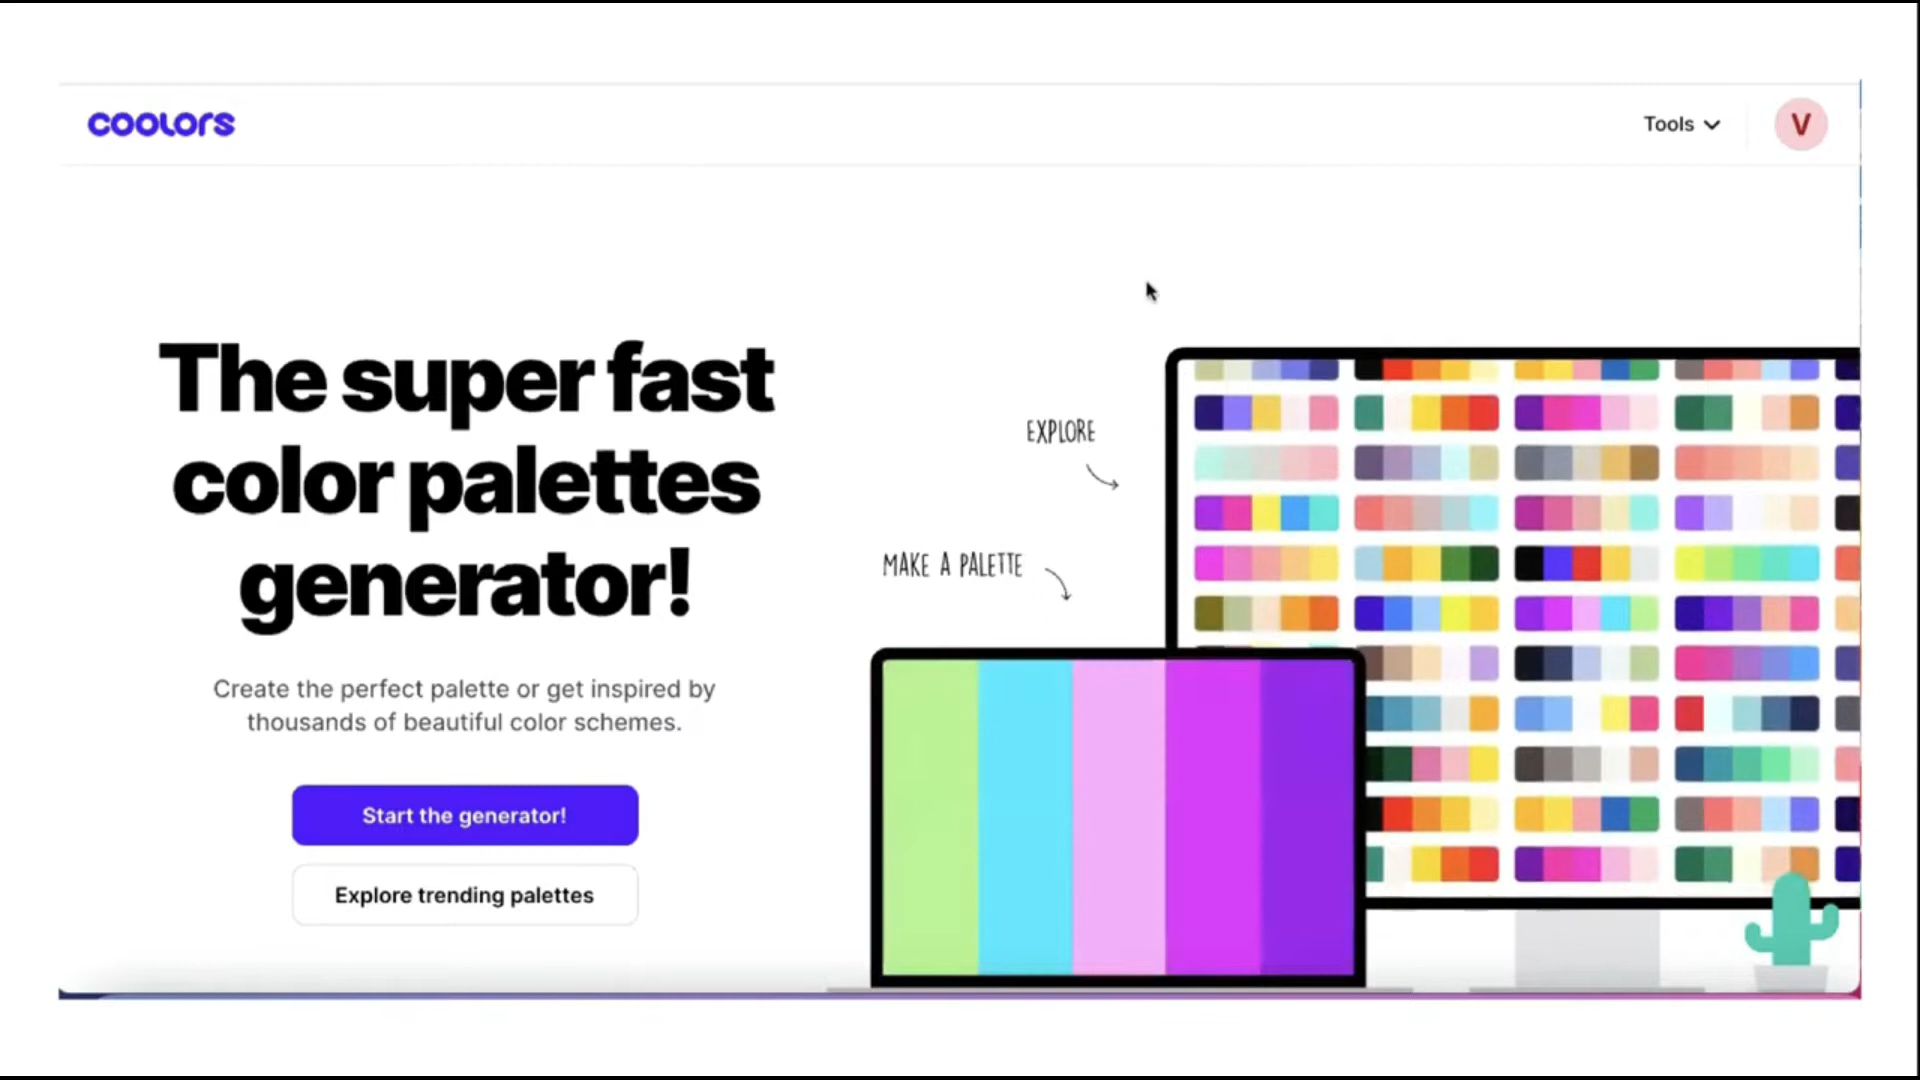 coolors
Tools
V
The super fast
color palettes
generator!
Create the perfect palette or get inspired by
thousands of beautiful color schemes.
Start the generator!
Explore trending palettes
EXPLORE
MAKE A PALETTE